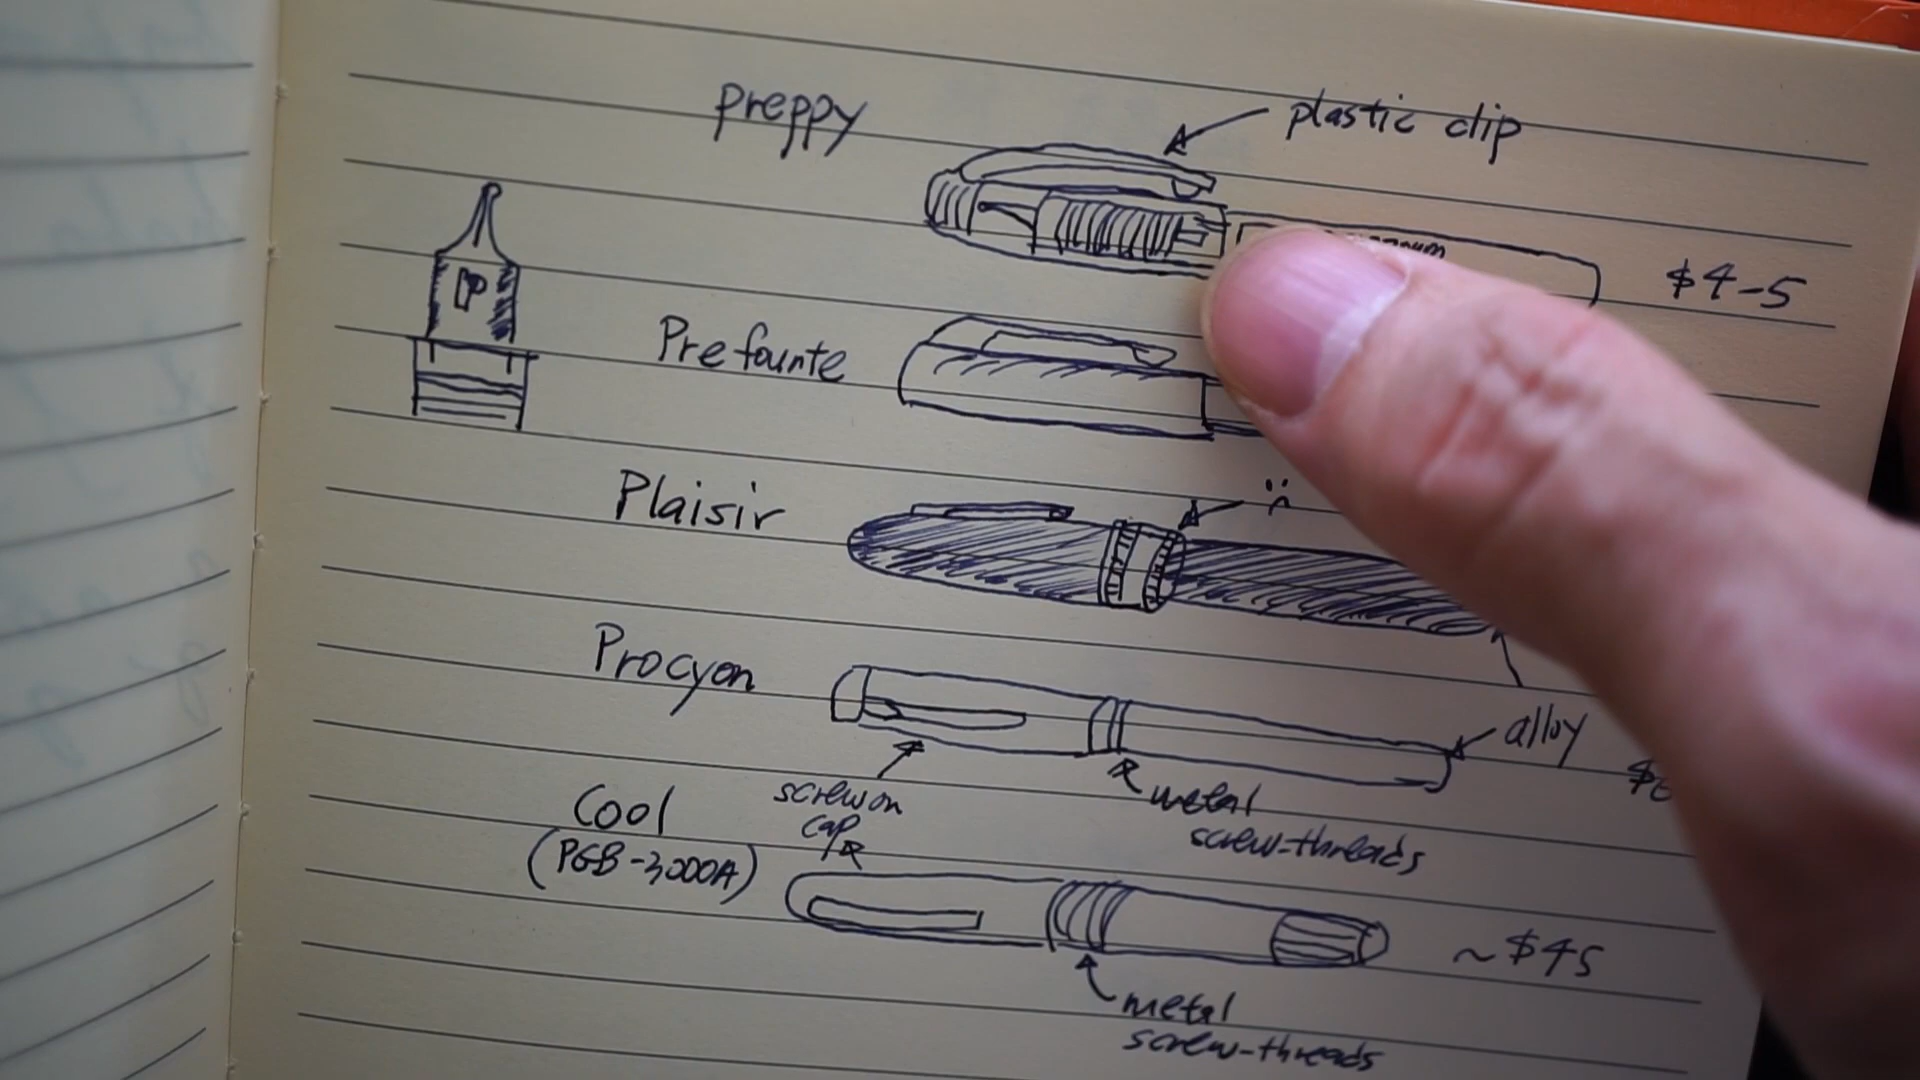 preppy
plastic clip
$4-5
P
Prefounte
Plaisir
Procyon
alloy
screw on
cap
metal
screw-threads
Cool
(PGB-3000A)
~$45
metal
screw-threads